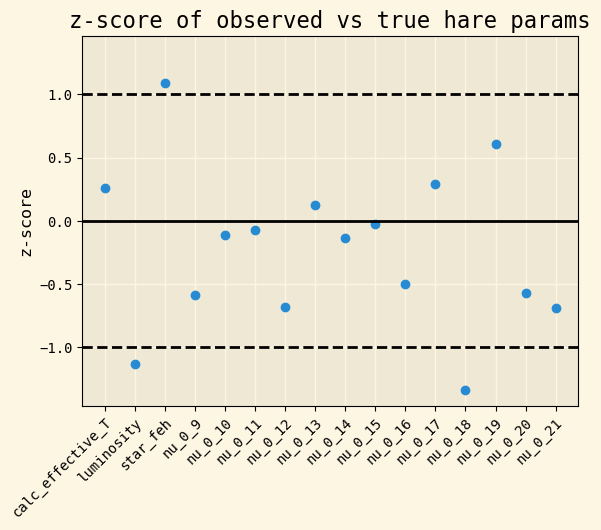 z-score of observed vs true hare params
z-score
1.0
0.5
0.0
−0.5
−1.0
calc_effective_T
luminosity
star_feh
nu_0_9
nu_0_10
nu_0_11
nu_0_12
nu_0_13
nu_0_14
nu_0_15
nu_0_16
nu_0_17
nu_0_18
nu_0_19
nu_0_20
nu_0_21